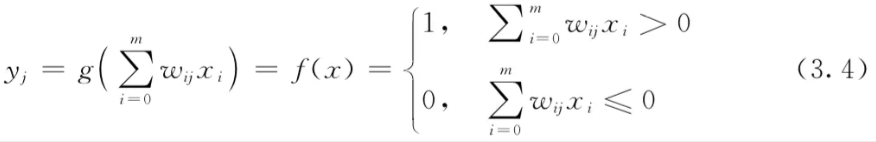 y_j = g(∑_{i=0}^{m} w_{ij} x_i) = f(x) = { 1, ∑_{i=0}^{m} w_{ij} x_i > 0
0, ∑_{i=0}^{m} w_{ij} x_i ⩽ 0
(3.4)